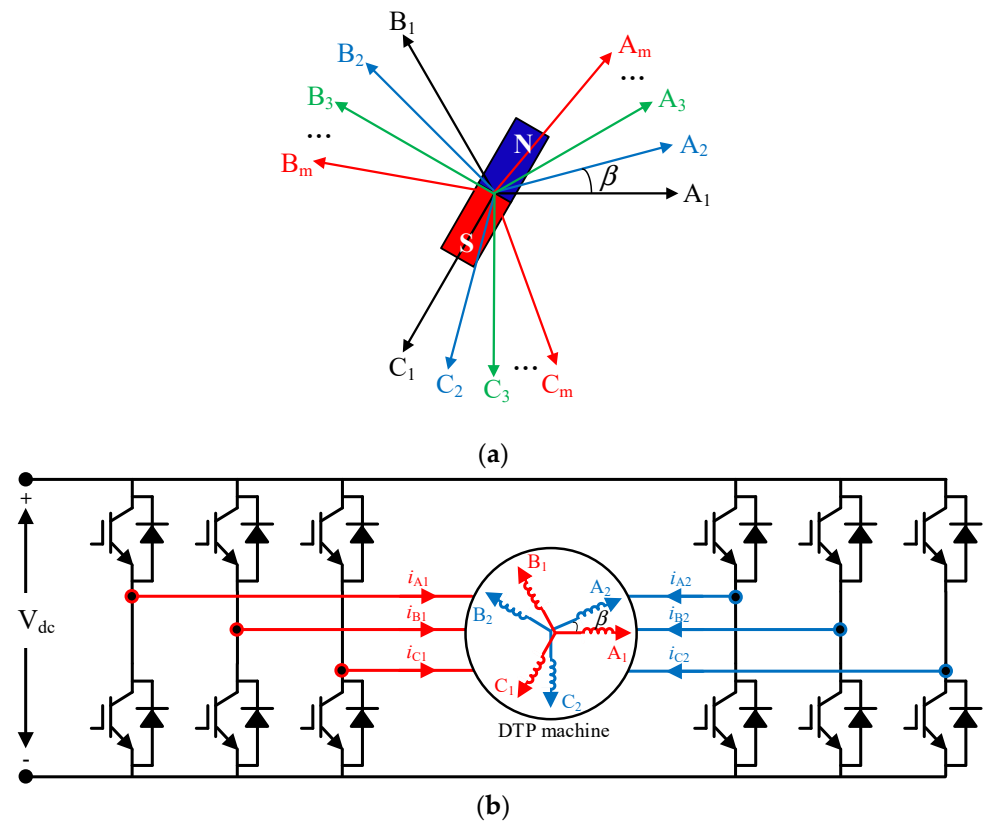 B1
B2
B3
...
Bm
Am
...
A3
A2
β
A1
N
S
C1
C2
C3
...
Cm
(a)
+
Vdc
-
iA1
iB1
iC1
B1
B2
A2
β
A1
C1
C2
DTP machine
iA2
iB2
iC2
(b)